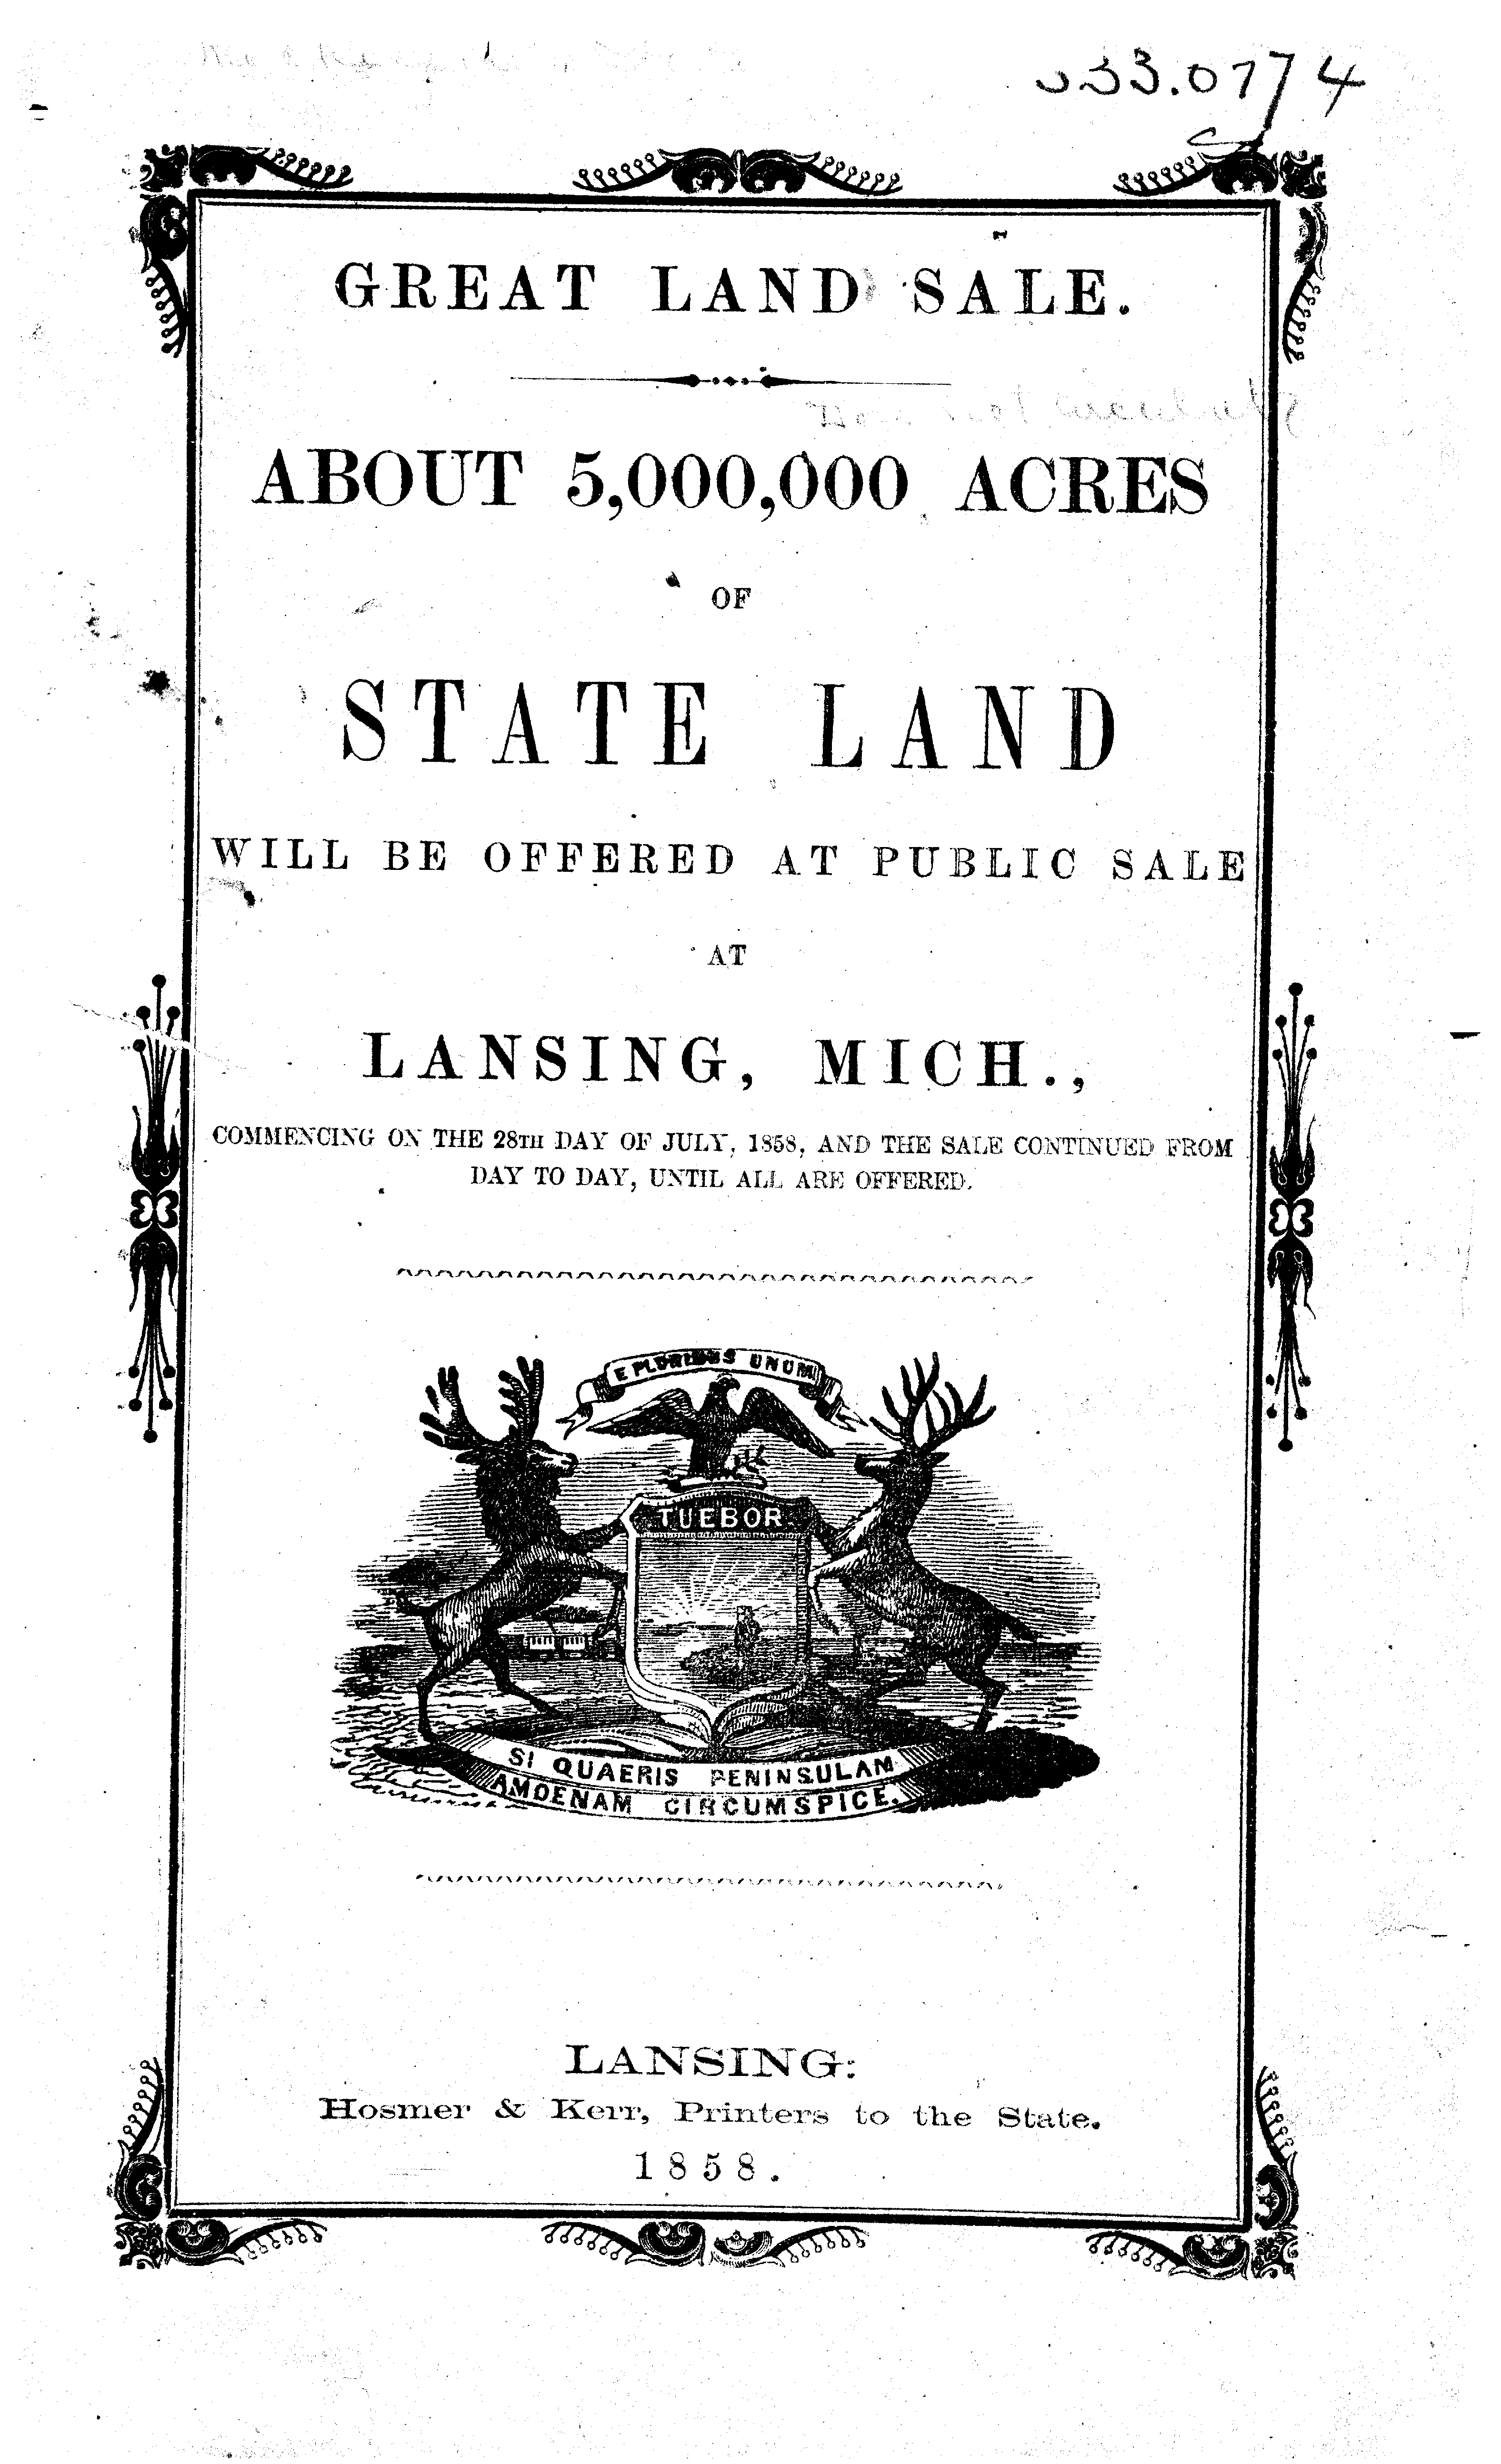 GREAT LAND SALE.
ABOUT 5,000,000 ACRES
OF
STATE LAND
WILL BE OFFERED AT PUBLIC SALE
AT
LANSING, MICH.,
COMMENCING ON THE 28TH DAY OF JULY, 1858, AND THE SALE CONTINUED FROM
DAY TO DAY, UNTIL ALL ARE OFFERED.
E PLURIBUS UNUM
TUEBOR.
SI QUAERIS PENINSULAM
AMOENAM CIRCUMSPICE.
LANSING:
Hosmer & Kerr, Printers to the State.
1858.